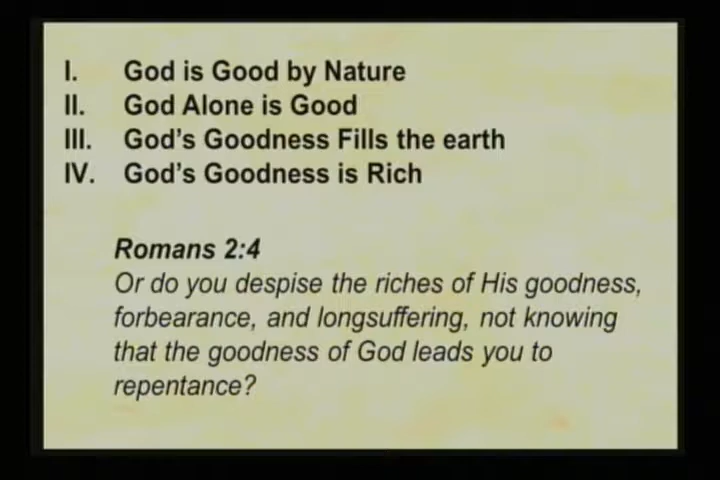 I. God is Good by Nature
II. God Alone is Good
III. God's Goodness Fills the earth
IV. God's Goodness is Rich
Romans 2:4
Or do you despise the riches of His goodness,
forbearance, and longsuffering, not knowing
that the goodness of God leads you to
repentance?